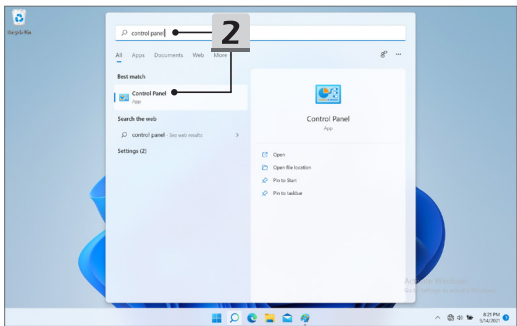 Recycle Bin
control panel
2
All Apps Documents Web More
Best match
Control Panel
App
Search the web
control panel - See web results
Settings (2)
Control Panel
App
Open
Open file location
Pin to Start
Pin to taskbar
Activate Windows
8:21 PM
5/14/2021